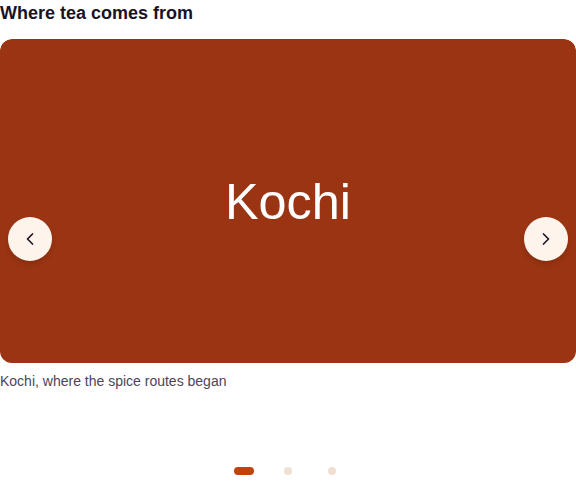 Where tea comes from
Kochi
Kochi, where the spice routes began